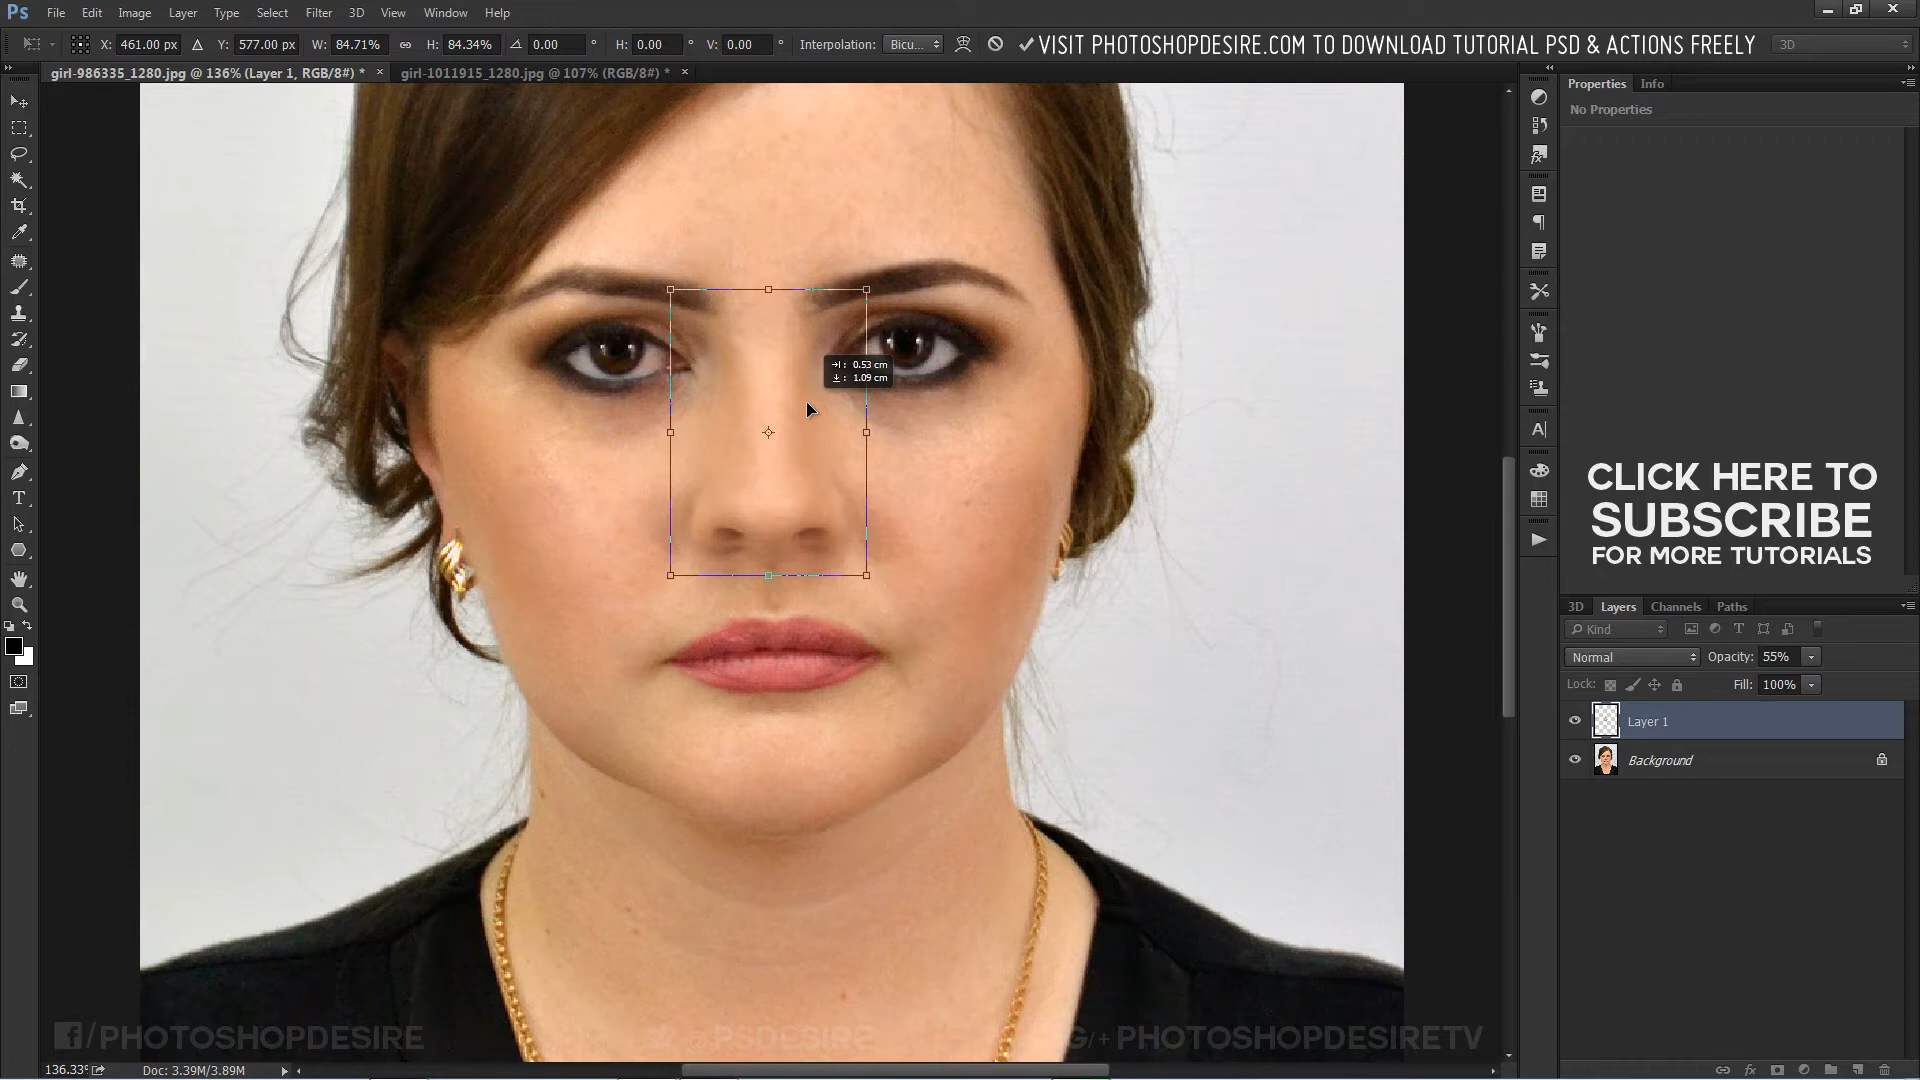 Ps File Edit Image Layer Type Select Filter 3D View Window Help
X: 461.00 px Δ Y: 577.00 px W: 84.71% H: 84.34% 0.00 ° H: 0.00 ° V: 0.00 ° Interpolation: Bicu... VISIT PHOTOSHOPDESIRE.COM TO DOWNLOAD TUTORIAL PSD & ACTIONS FREELY 3D
girl-986335_1280.jpg @ 136% (Layer 1, RGB/8#) * × girl-1011915_1280.jpg @ 107% (RGB/8#) * ×
Properties Info
No Properties
0.53 cm
1.09 cm
CLICK HERE TO
SUBSCRIBE
FOR MORE TUTORIALS
3D Layers Channels Paths
Kind
Normal Opacity: 55%
Lock: Fill: 100%
Layer 1
Background
f/PHOTOSHOPDESIRE @PSDESIRE G/+PHOTOSHOPDESIRETV
136.33% Doc: 3.39M/3.89M